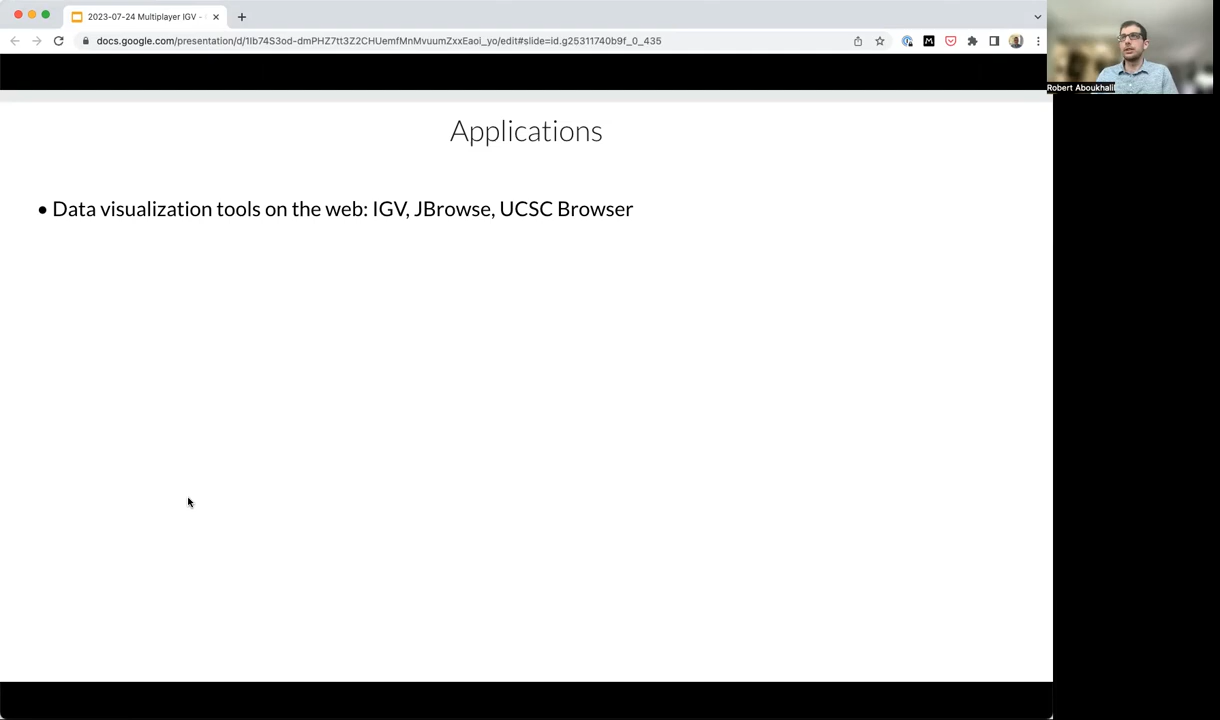 2023-07-24 Multiplayer IGV -
docs.google.com/presentation/d/1Ib74S3od-dmPHZ7tt3Z2CHUemfMnMvuumZxxEaoi_yo/edit#slide=id.g25311740b9f_0_435
M
Robert Aboukhalil
Applications
• Data visualization tools on the web: IGV, JBrowse, UCSC Browser